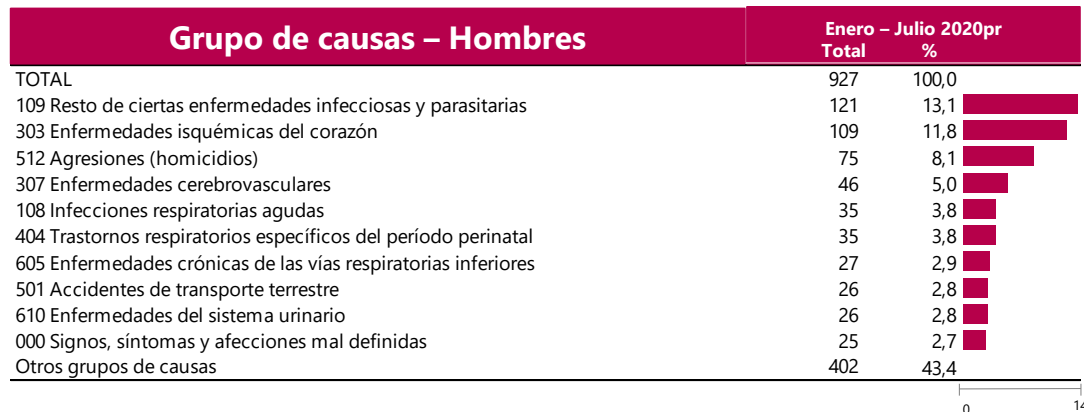 Grupo de causas – Hombres
Enero – Julio 2020pr
Total %
TOTAL 927 100,0
109 Resto de ciertas enfermedades infecciosas y parasitarias 121 13,1
303 Enfermedades isquémicas del corazón 109 11,8
512 Agresiones (homicidios) 75 8,1
307 Enfermedades cerebrovasculares 46 5,0
108 Infecciones respiratorias agudas 35 3,8
404 Trastornos respiratorios específicos del período perinatal 35 3,8
605 Enfermedades crónicas de las vías respiratorias inferiores 27 2,9
501 Accidentes de transporte terrestre 26 2,8
610 Enfermedades del sistema urinario 26 2,8
000 Signos, síntomas y afecciones mal definidas 25 2,7
Otros grupos de causas 402 43,4
0 14